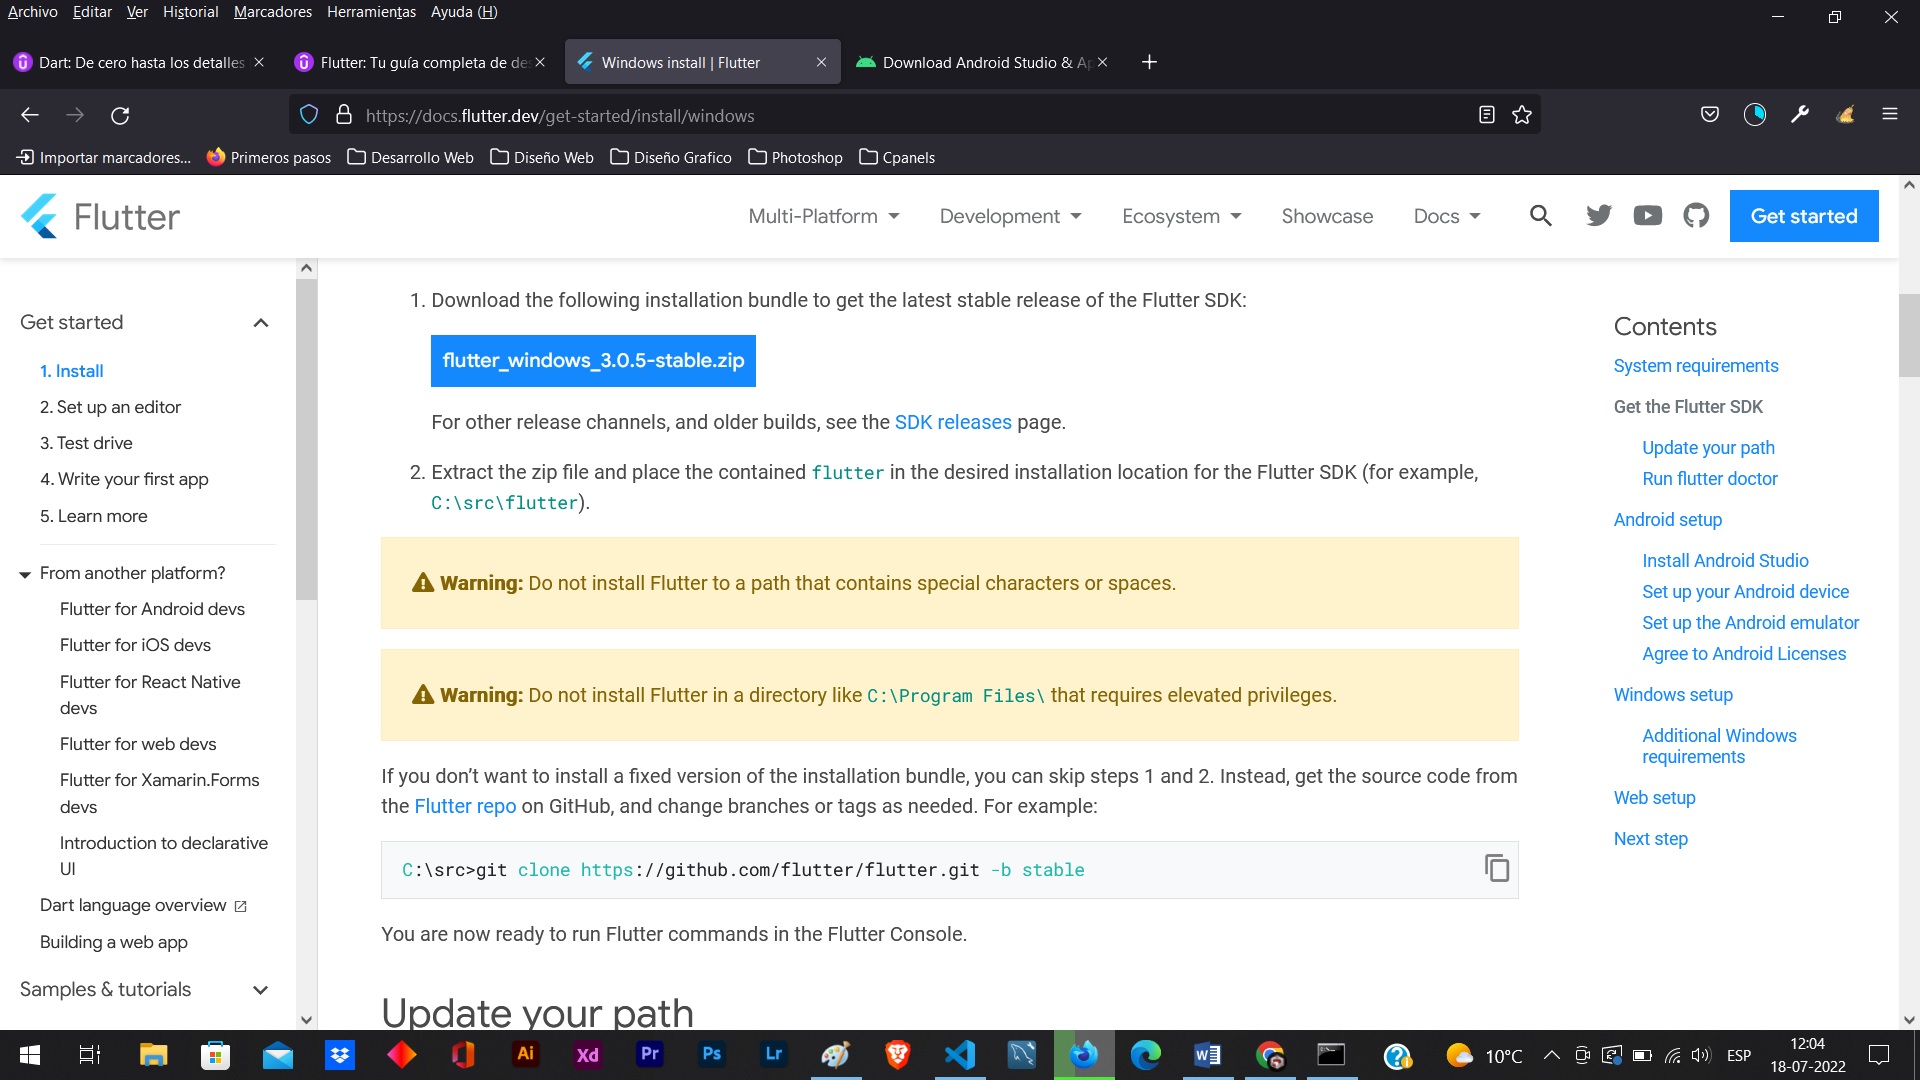 Archivo Editar Ver Historial Marcadores Herramientas Ayuda (H)
Dart: De cero hasta los detalles
Flutter: Tu guía completa de de
Windows install | Flutter
Download Android Studio & Ap
https://docs.flutter.dev/get-started/install/windows
Importar marcadores... Primeros pasos Desarrollo Web Diseño Web Diseño Grafico Photoshop Cpanels
Flutter
Multi-Platform Development Ecosystem Showcase Docs Get started
Get started
1. Install
2. Set up an editor
3. Test drive
4. Write your first app
5. Learn more
From another platform?
Flutter for Android devs
Flutter for iOS devs
Flutter for React Native
devs
Flutter for web devs
Flutter for Xamarin.Forms
devs
Introduction to declarative
UI
Dart language overview
Building a web app
Samples & tutorials
1. Download the following installation bundle to get the latest stable release of the Flutter SDK:
flutter_windows_3.0.5-stable.zip
For other release channels, and older builds, see the SDK releases page.
2. Extract the zip file and place the contained flutter in the desired installation location for the Flutter SDK (for example,
C:\src\flutter).
Warning: Do not install Flutter to a path that contains special characters or spaces.
Warning: Do not install Flutter in a directory like C:\Program Files\ that requires elevated privileges.
If you don’t want to install a fixed version of the installation bundle, you can skip steps 1 and 2. Instead, get the source code from
the Flutter repo on GitHub, and change branches or tags as needed. For example:
C:\src>git clone https://github.com/flutter/flutter.git -b stable
You are now ready to run Flutter commands in the Flutter Console.
Update your path
Contents
System requirements
Get the Flutter SDK
Update your path
Run flutter doctor
Android setup
Install Android Studio
Set up your Android device
Set up the Android emulator
Agree to Android Licenses
Windows setup
Additional Windows
requirements
Web setup
Next step
Ai Xd Pr Ps Lr
10°C
ESP
12:04
18-07-2022